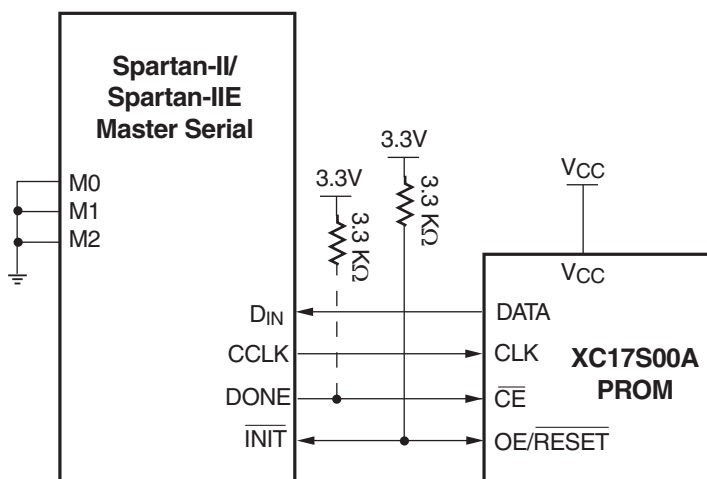 Spartan-II/
Spartan-IIE
Master Serial
3.3V
3.3V
VCC
M0
M1
M2
3.3 KΩ
3.3 KΩ
VCC
DIN
DATA
CCLK
CLK
XC17S00A
PROM
DONE
CE
INIT
OE/RESET